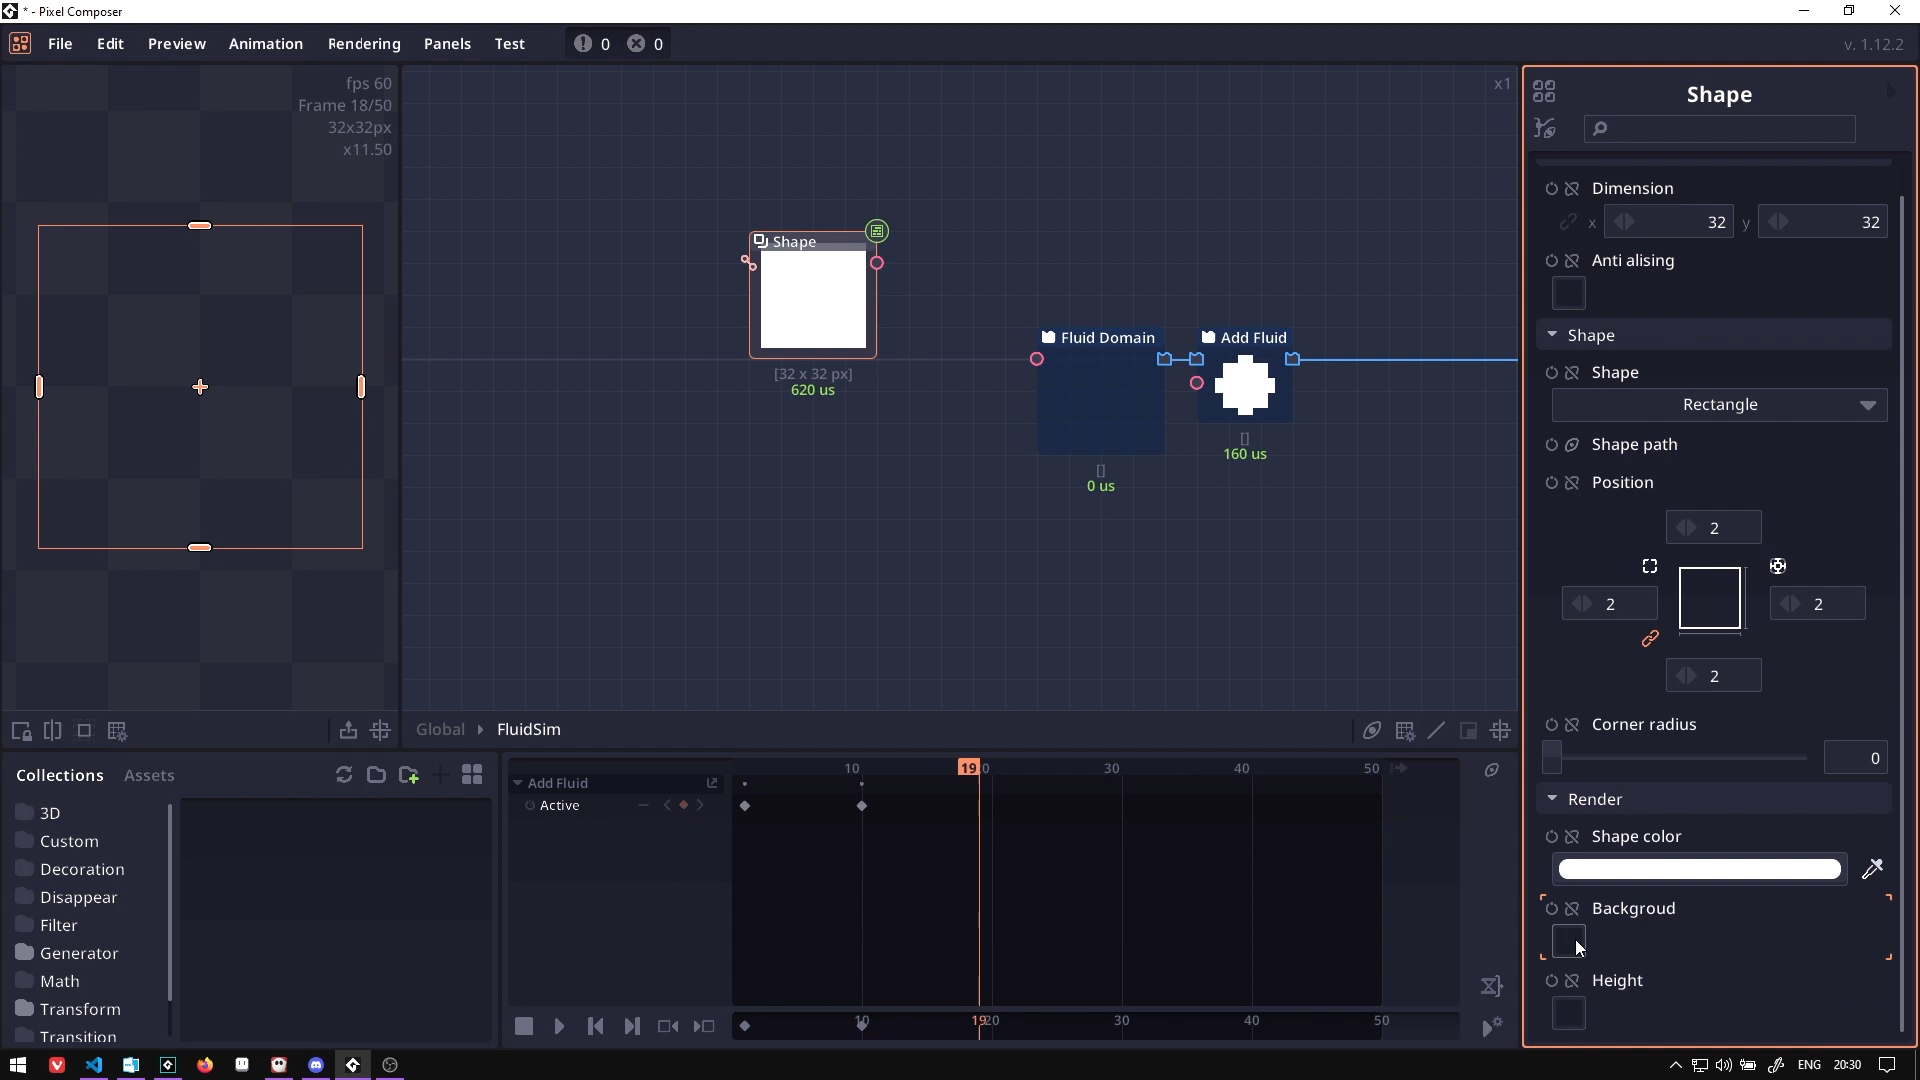 * - Pixel Composer
File Edit Preview Animation Rendering Panels Test 0 0
v. 1.12.2
fps 60
Frame 18/50
32x32px
x11.50
x1
Shape
[32 x 32 px]
620 us
Fluid Domain
[]
0 us
Add Fluid
[]
160 us
Global FluidSim
Shape
Dimension
x 32 y 32
Anti alising
Shape
Shape
Rectangle
Shape path
Position
2
2 2
2
Corner radius
0
Render
Shape color
Backgroud
Height
Collections Assets
3D
Custom
Decoration
Disappear
Filter
Generator
Math
Transform
Transition
10 19 0 30 40 50
Add Fluid
Active
10 19 20 30 40 50
ENG 20:30